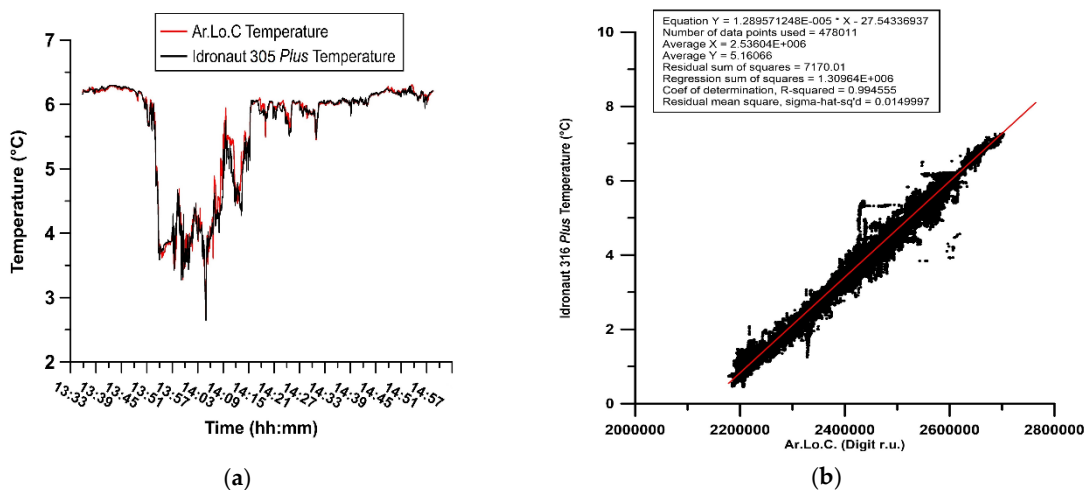 Ar.Lo.C Temperature
Idronaut 305 Plus Temperature
Temperature (°C)
7
6
5
4
3
2
13:33 13:39 13:45 13:51 13:57 14:03 14:09 14:15 14:21 14:27 14:33 14:39 14:45 14:51 14:57
Time (hh:mm)
(a)
Equation Y = 1.289571248E-005 * X - 27.54336937
Number of data points used = 478011
Average X = 2.53604E+006
Average Y = 5.16066
Residual sum of squares = 7170.01
Regression sum of squares = 1.30964E+006
Coef of determination, R-squared = 0.994555
Residual mean square, sigma-hat-sq'd = 0.0149997
Idronaut 316 Plus Temperature (°C)
10
8
6
4
2
0
2000000 2200000 2400000 2600000 2800000
Ar.Lo.C. (Digit r.u.)
(b)